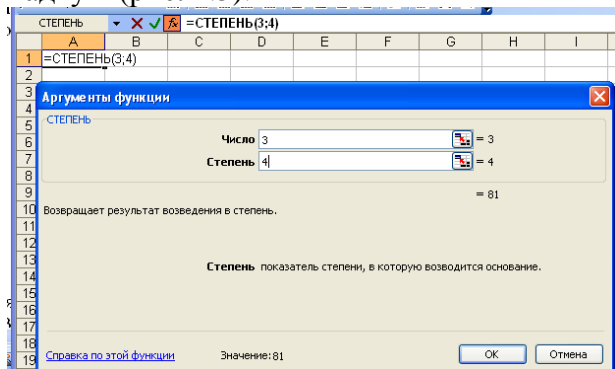 СТЕПЕНЬ =СТЕПЕНЬ(3;4)
A B C D E F G H I
1 =СТЕПЕНЬ(3;4)
2
3
4
5
6
7
8
9
10
11
12
13
14
15
16
17
18
19
Аргументы функции
СТЕПЕНЬ
Число 3 = 3
Степень 4 = 4
= 81
Возвращает результат возведения в степень.
Степень показатель степени, в которую возводится основание.
Справка по этой функции Значение:81 ОК Отмена